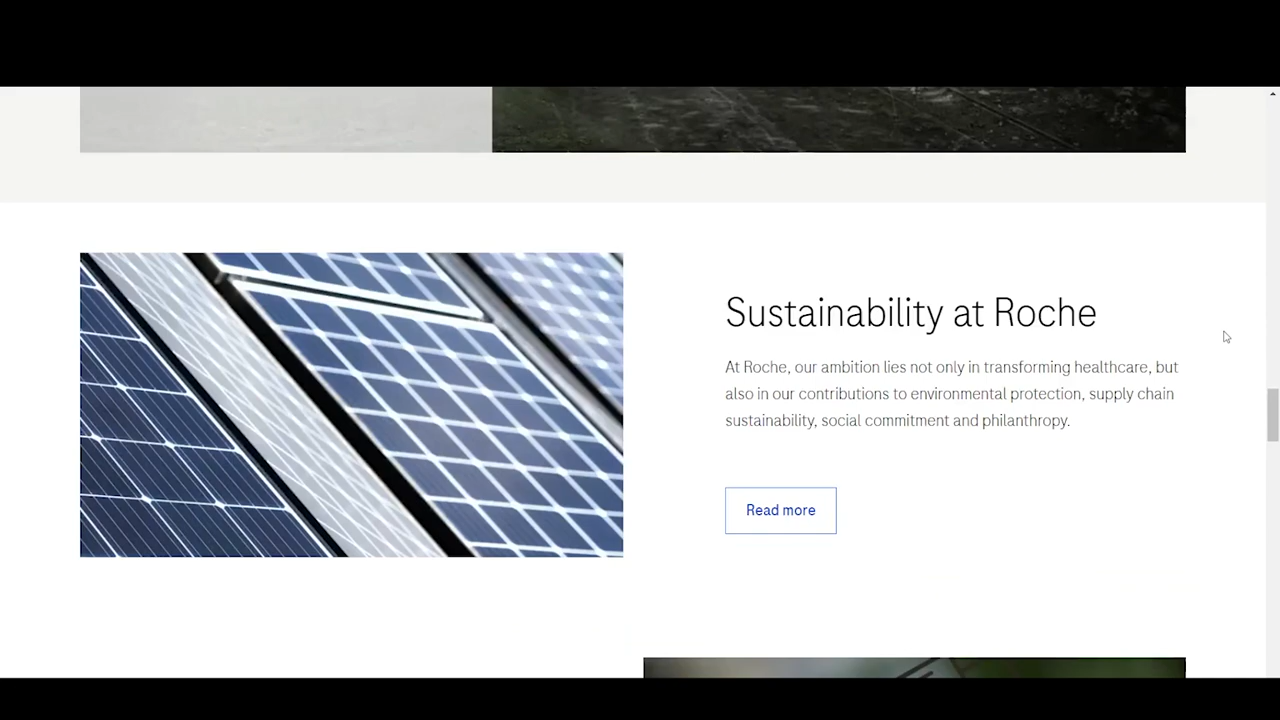 Sustainability at Roche
At Roche, our ambition lies not only in transforming healthcare, but
also in our contributions to environmental protection, supply chain
sustainability, social commitment and philanthropy.
Read more